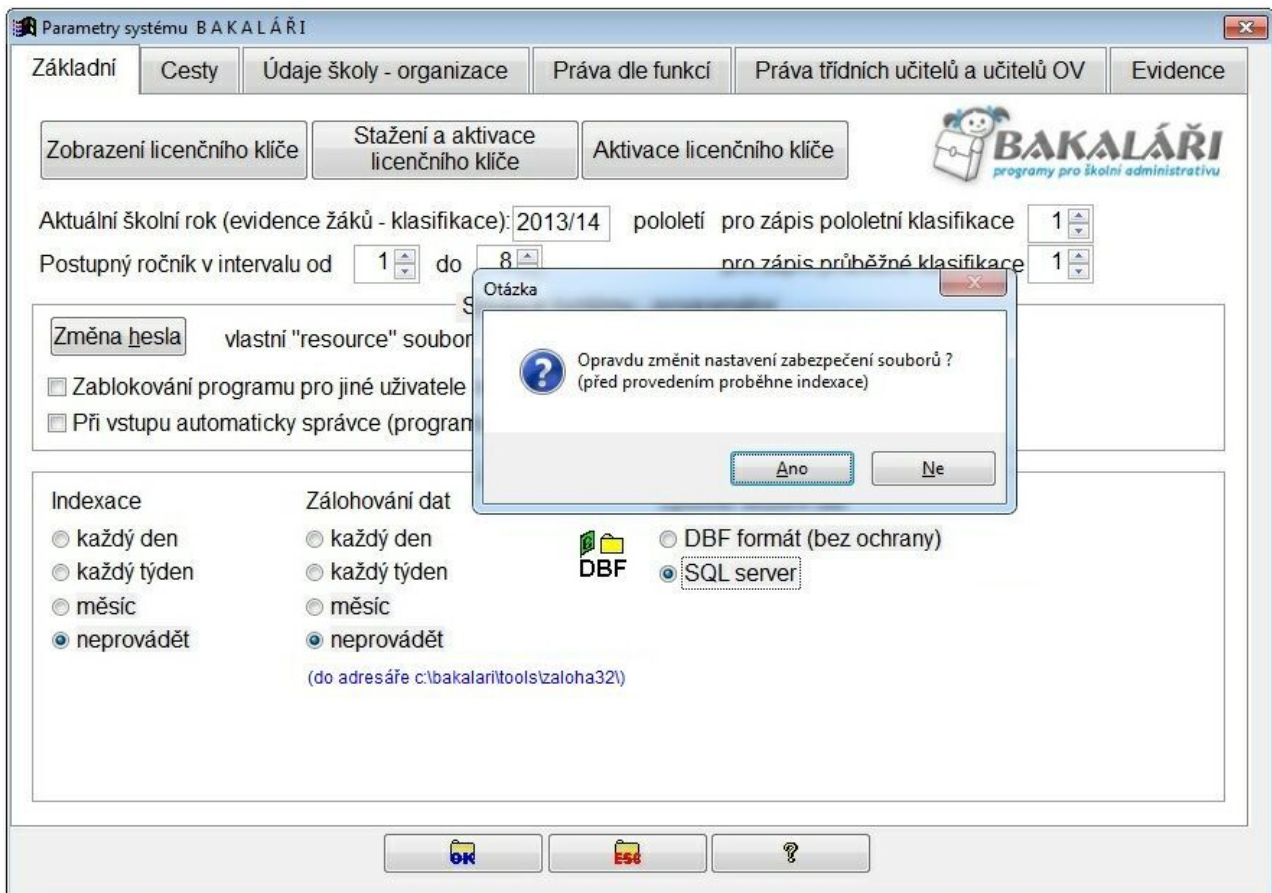 Parametry systému B A K A L Á Ř I
Základní Cesty Údaje školy - organizace Práva dle funkcí Práva třídních učitelů a učitelů OV Evidence
Zobrazení licenčního klíče
Stažení a aktivace
licenčního klíče
Aktivace licenčního klíče
BAKALÁŘI
programy pro školní administrativu
Aktuální školní rok (evidence žáků - klasifikace): 2013/14 pololetí pro zápis pololetní klasifikace 1
Postupný ročník v intervalu od 1 do 8 pro zápis průběžné klasifikace 1
Otázka
Opravdu změnit nastavení zabezpečení souborů ?
(před provedením proběhne indexace)
Ano Ne
Změna hesla vlastní "resource" soubor
Zablokování programu pro jiné uživatele
Při vstupu automaticky správce (program
Indexace
každý den
každý týden
měsíc
neprovádět
Zálohování dat
každý den
každý týden
měsíc
neprovádět
(do adresáře c:\bakalari\tools\zaloha32\)
DBF
DBF formát (bez ochrany)
SQL server
OK ESC ?